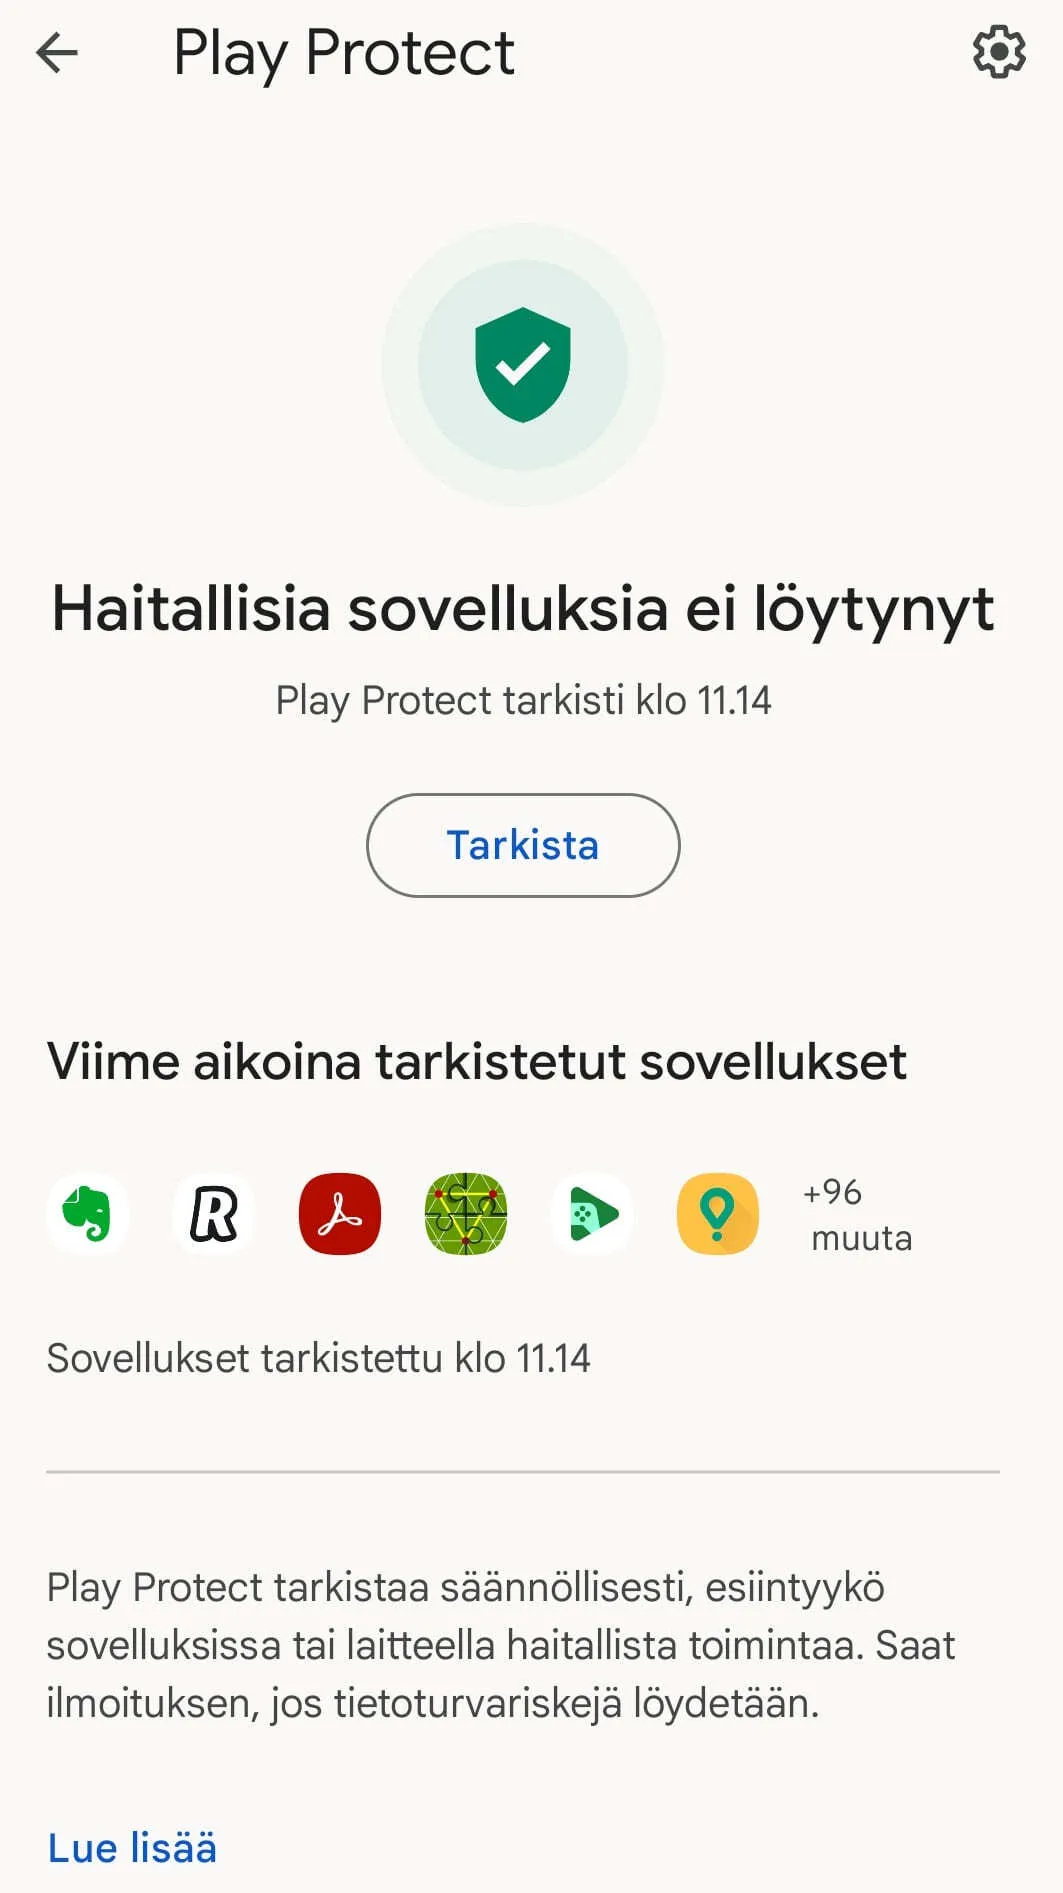 Play Protect
Haitallisia sovelluksia ei löytynyt
Play Protect tarkisti klo 11.14
Tarkista
Viime aikoina tarkistetut sovellukset
R
+96
muuta
Sovellukset tarkistettu klo 11.14
Play Protect tarkistaa säännöllisesti, esiintyykö
sovelluksissa tai laitteella haitallista toimintaa. Saat
ilmoituksen, jos tietoturvariskejä löydetään.
Lue lisää